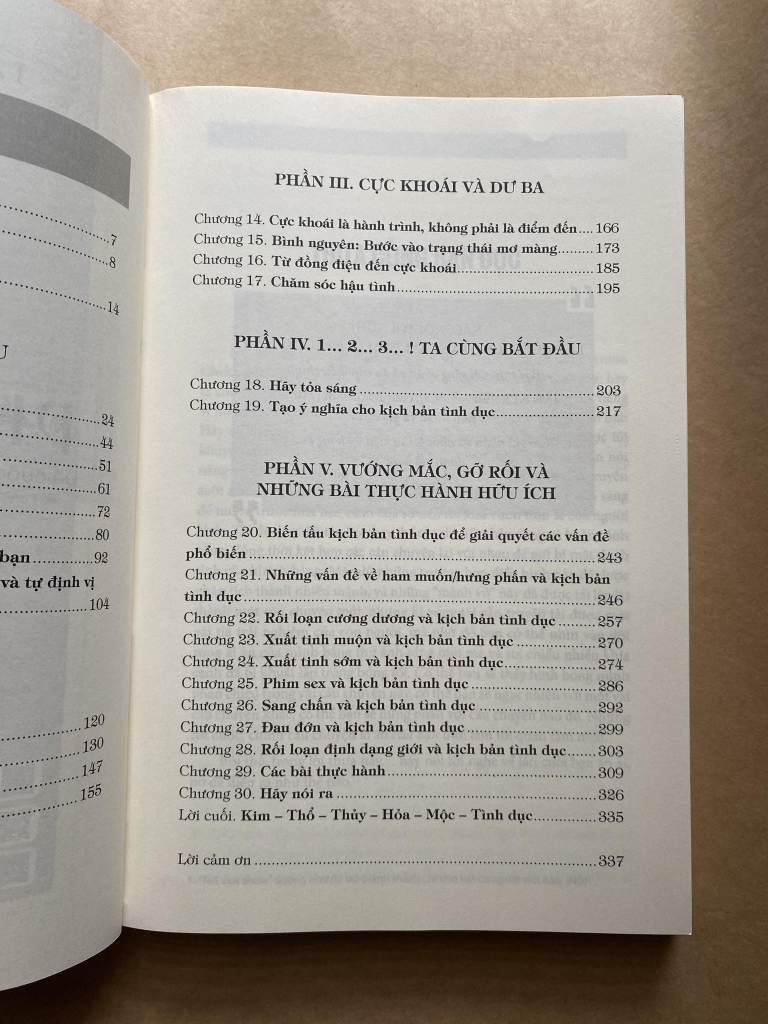 7
8
14
U
24
44
51
61
72
80
bạn 92
và tự định vị
104
120
130
147
155
PHẦN III. CỰC KHOÁI VÀ DƯ BA
Chương 14. Cực khoái là hành trình, không phải là điểm đến....166
Chương 15. Bình nguyên: Bước vào trạng thái mơ màng.........173
Chương 16. Từ đồng điệu đến cực khoái..........185
Chương 17. Chăm sóc hậu tình..........195
PHẦN IV. 1... 2... 3... ! TA CÙNG BẮT ĐẦU
Chương 18. Hãy tỏa sáng..........203
Chương 19. Tạo ý nghĩa cho kịch bản tình dục..........217
PHẦN V. VƯỚNG MẮC, GỠ RỐI VÀ
NHỮNG BÀI THỰC HÀNH HỮU ÍCH
Chương 20. Biến tấu kịch bản tình dục để giải quyết các vấn đề
phổ biến..........243
Chương 21. Những vấn đề về ham muốn/hưng phấn và kịch bản
tình dục..........246
Chương 22. Rối loạn cương dương và kịch bản tình dục..........257
Chương 23. Xuất tinh muộn và kịch bản tình dục..........270
Chương 24. Xuất tinh sớm và kịch bản tình dục..........274
Chương 25. Phim sex và kịch bản tình dục..........286
Chương 26. Sang chấn và kịch bản tình dục..........292
Chương 27. Đau đớn và kịch bản tình dục..........299
Chương 28. Rối loạn định dạng giới và kịch bản tình dục..........303
Chương 29. Các bài thực hành..........309
Chương 30. Hãy nói ra..........326
Lời cuối. Kim – Thổ – Thủy – Hỏa – Mộc – Tình dục..........335
Lời cảm ơn..........337